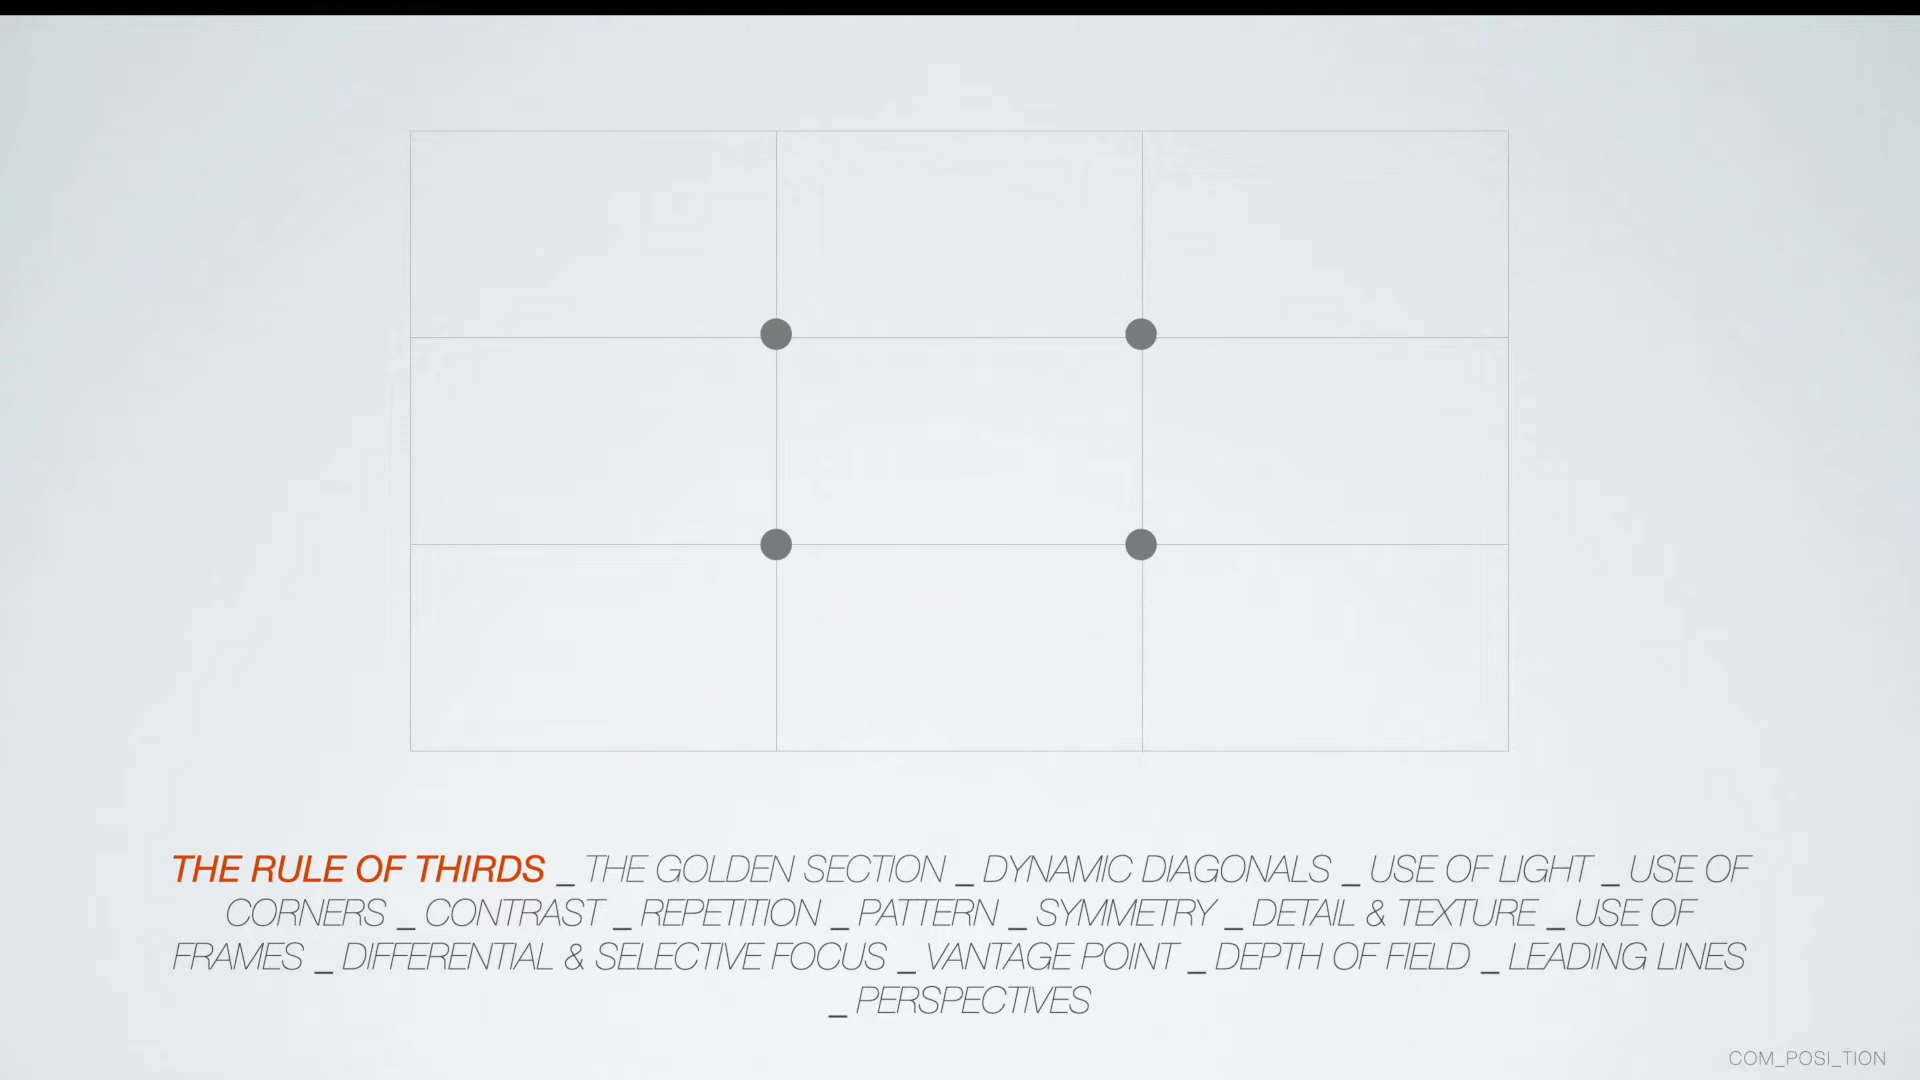 THE RULE OF THIRDS _ THE GOLDEN SECTION _ DYNAMIC DIAGONALS _ USE OF LIGHT _ USE OF
CORNERS _ CONTRAST _ REPETITION _ PATTERN _ SYMMETRY _ DETAIL & TEXTURE _ USE OF
FRAMES _ DIFFERENTIAL & SELECTIVE FOCUS _ VANTAGE POINT _ DEPTH OF FIELD _ LEADING LINES
_ PERSPECTIVES
COM_POSI_TION